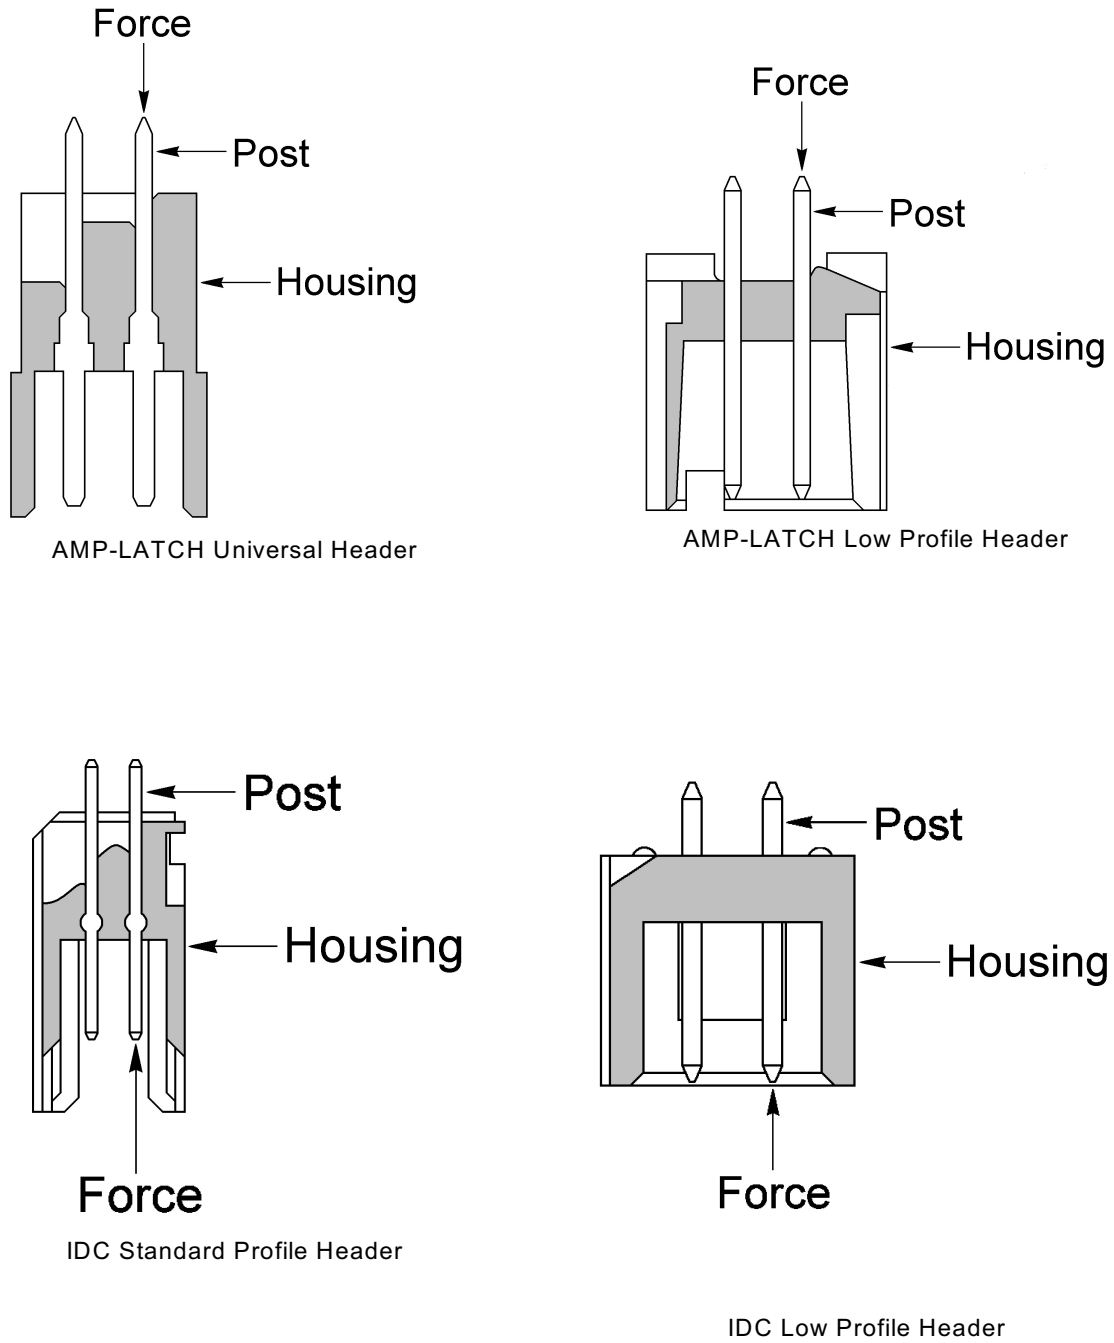 Force
Post
Housing
AMP-LATCH Universal Header
Force
Post
Housing
AMP-LATCH Low Profile Header
Post
Housing
Force
IDC Standard Profile Header
Post
Housing
Force
IDC Low Profile Header